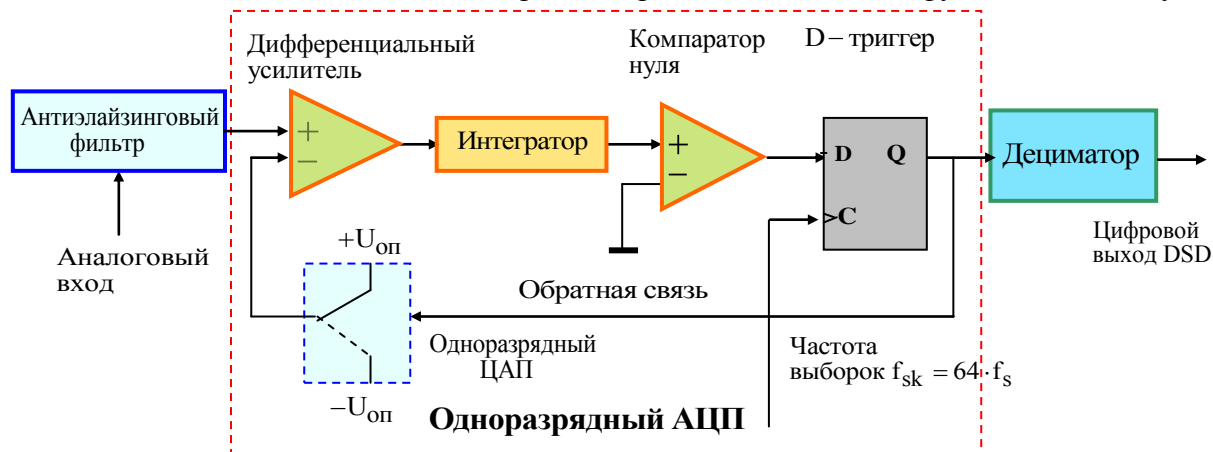 Дифференциальный
усилитель
Компаратор
нуля
D – триггер
Антиэлайзинговый
фильтр
+
−
Интегратор
+
−
D Q
C
Дециматор
Аналоговый
вход
+Uоп
−Uоп
Обратная связь
Одноразрядный
ЦАП
Частота
выборок fsk = 64·fs
Цифровой
выход DSD
Одноразрядный АЦП